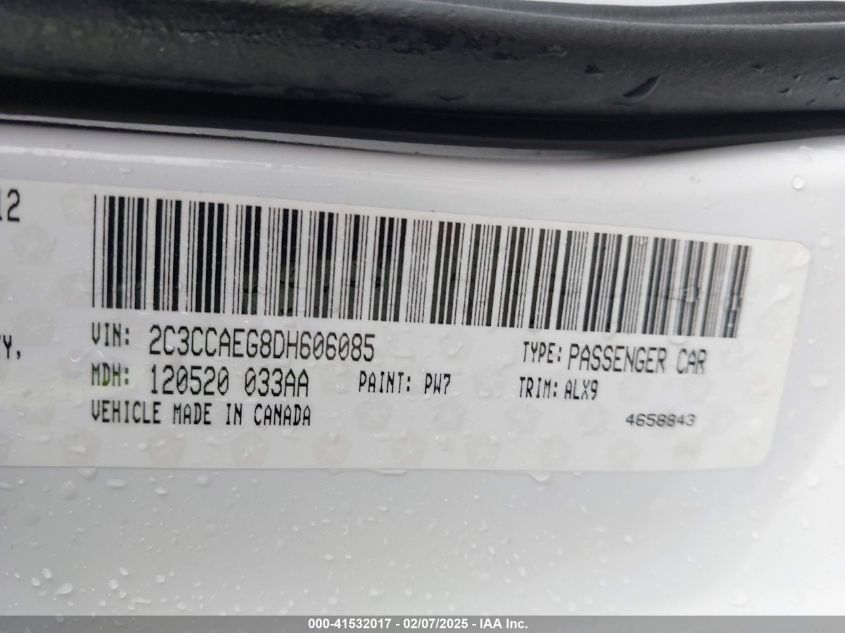 12
VIN: 2C3CCAEG8DH606085
TYPE: PASSENGER CAR
Y,
MDH: 120520 033AA
PAINT: PW7
TRIM: ALX9
VEHICLE MADE IN CANADA
4658843
000-41532017 — 02/07/2025 — IAA Inc.